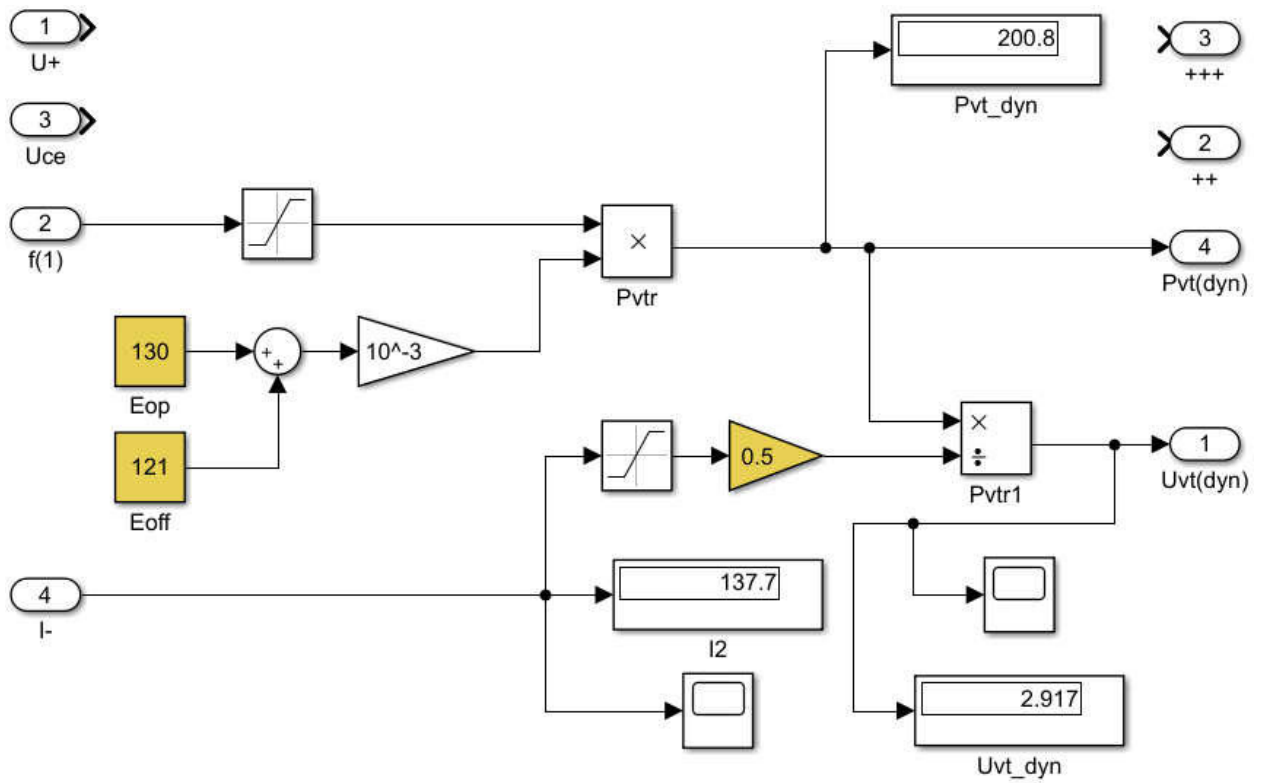 1
U+
3
Uce
2
f(1)
130
Eop
121
Eoff
4
I-
10^-3
×
Pvtr
200.8
Pvt_dyn
3
+++
2
++
4
Pvt(dyn)
+
+
0.5
×
÷
Pvtr1
1
Uvt(dyn)
137.7
I2
2.917
Uvt_dyn